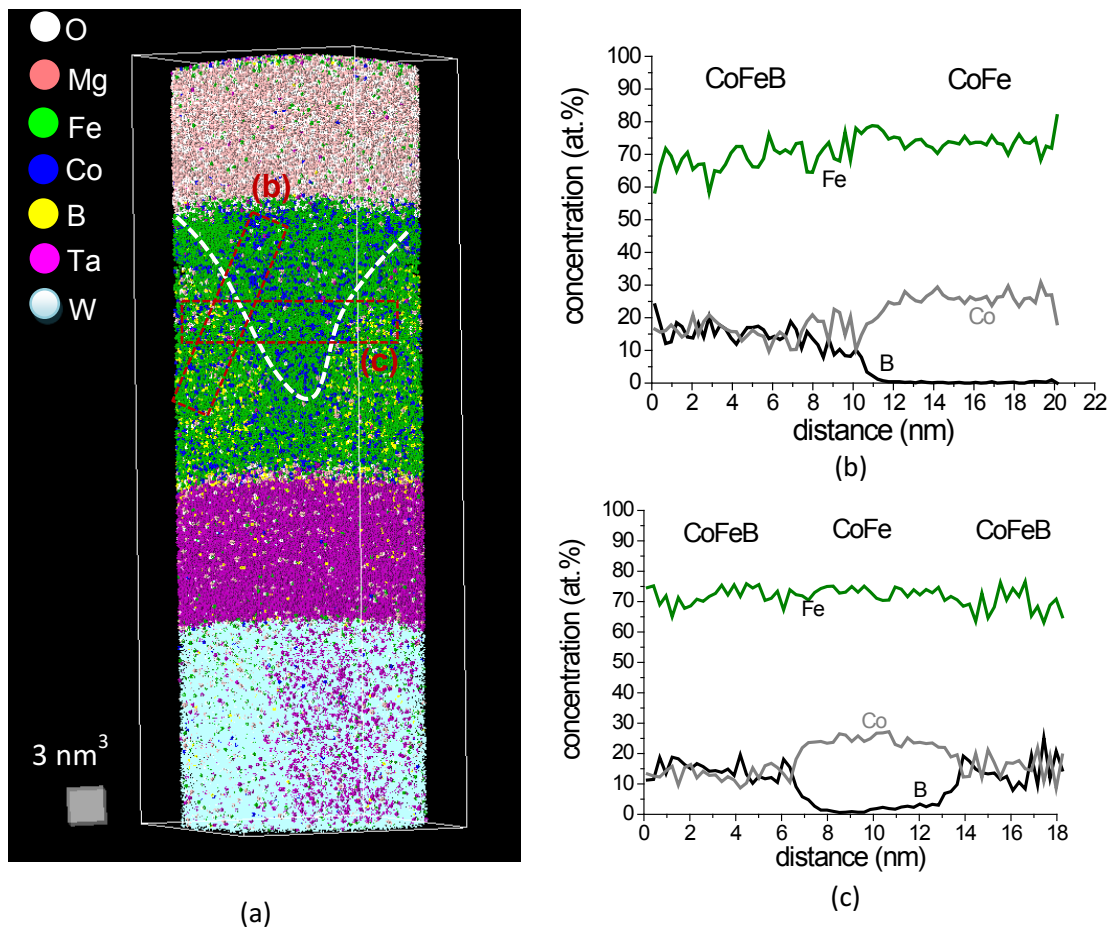 O
Mg
Fe
Co
B
Ta
W
(b)
(c)
3 nm³
(a)
concentration (at.%)
100
90
80
70
60
50
40
30
20
10
0
CoFeB CoFe
Fe
Co
B
0 2 4 6 8 10 12 14 16 18 20 22
distance (nm)
(b)
concentration (at.%)
100
90
80
70
60
50
40
30
20
10
0
CoFeB CoFe CoFeB
Fe
Co
B
0 2 4 6 8 10 12 14 16 18
distance (nm)
(c)